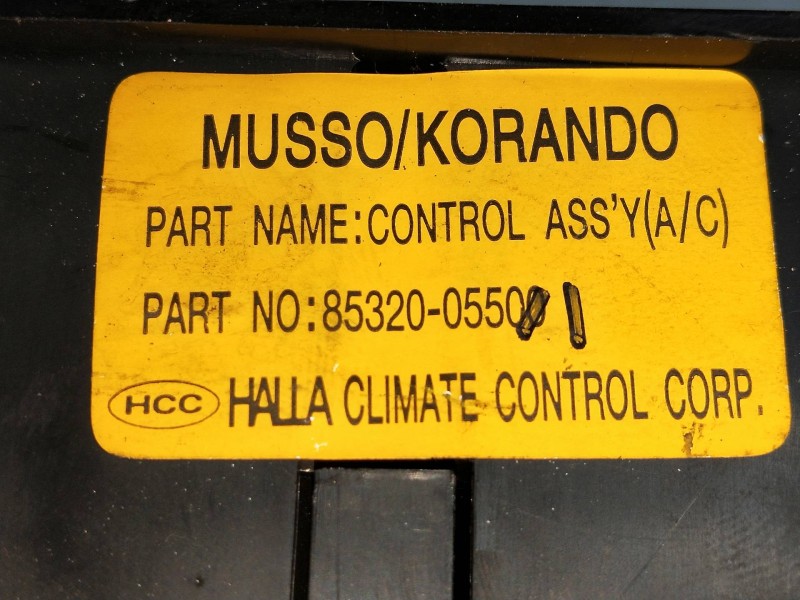 MUSSO/KORANDO
PART NAME:CONTROL ASS'Y(A/C)
PART NO:85320-05500 1
HCC HALLA CLIMATE CONTROL CORP.